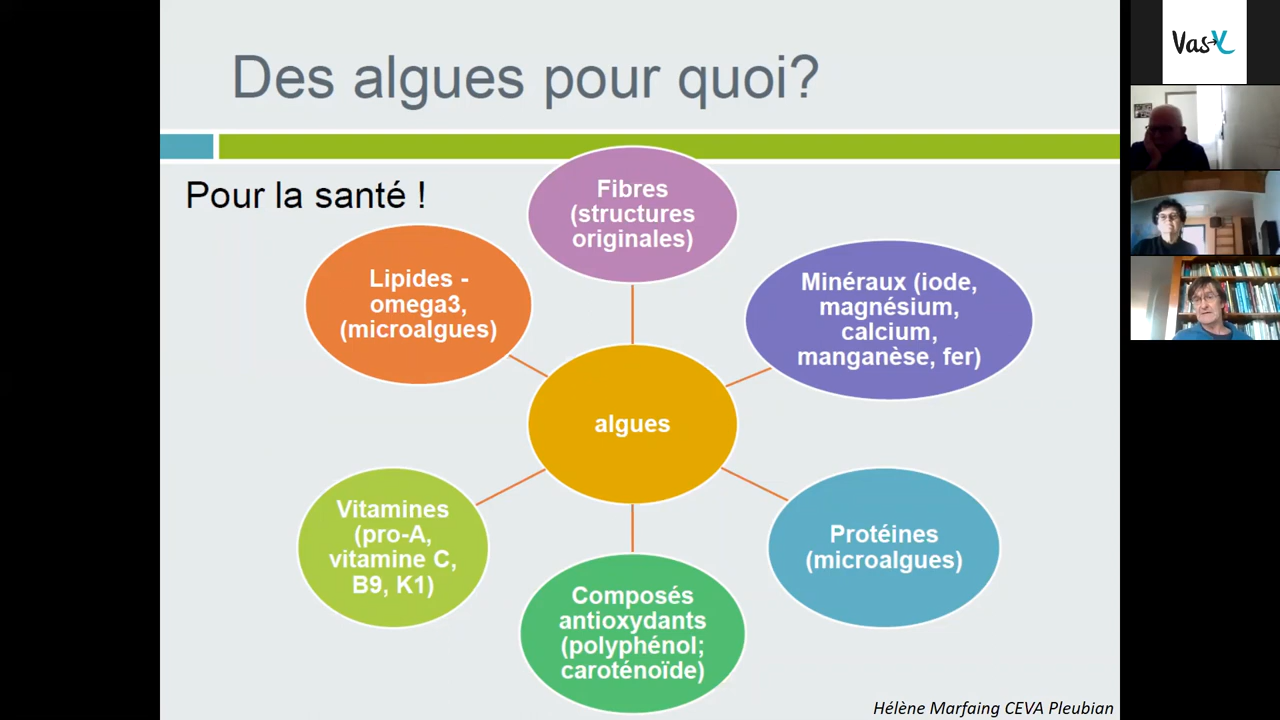 Des algues pour quoi?
Pour la santé !
Fibres
(structures
originales)
Lipides -
omega3,
(microalgues)
Minéraux (iode,
magnésium,
calcium,
manganèse, fer)
algues
Vitamines
(pro-A,
vitamine C,
B9, K1)
Protéines
(microalgues)
Composés
antioxydants
(polyphénol;
caroténoïde)
Hélène Marfaing CEVA Pleubian